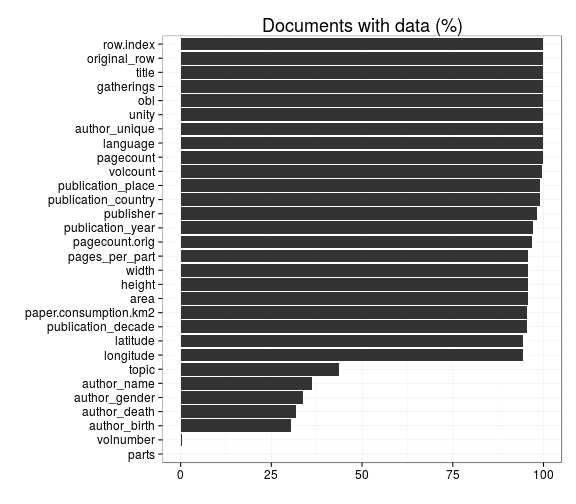 Documents with data (%)
row.index
original_row
title
gatherings
obl
unity
author_unique
language
pagecount
volcount
publication_place
publication_country
publisher
publication_year
pagecount.orig
pages_per_part
width
height
area
paper.consumption.km2
publication_decade
latitude
longitude
topic
author_name
author_gender
author_death
author_birth
volnumber
parts
0 25 50 75 100